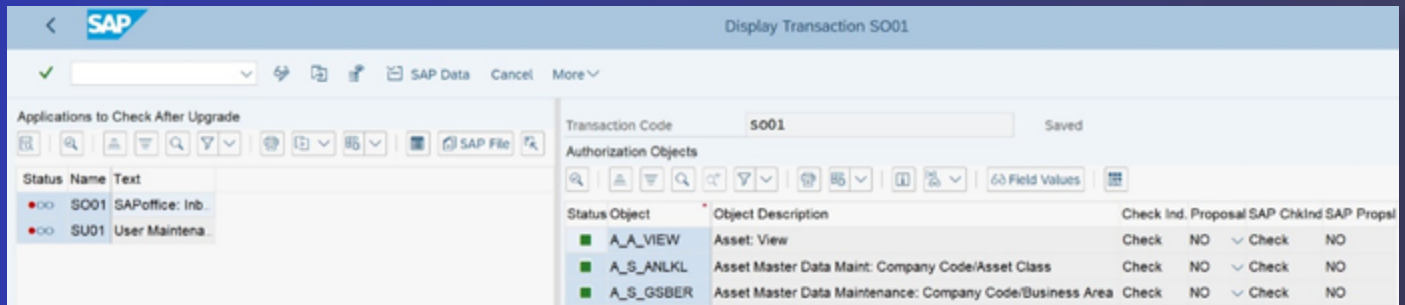 SAP
Display Transaction SO01
SAP Data Cancel More
Applications to Check After Upgrade
SAP File
Status Name Text
SO01 SAPoffice: Inb..
SU01 User Maintena..
Transaction Code SO01 Saved
Authorization Objects
Field Values
Status Object Object Description Check Ind. Proposal SAP ChkInd SAP Propsl
A_A_VIEW Asset: View Check NO Check NO
A_S_ANLKL Asset Master Data Maint: Company Code/Asset Class Check NO Check NO
A_S_GSBER Asset Master Data Maintenance: Company Code/Business Area Check NO Check NO